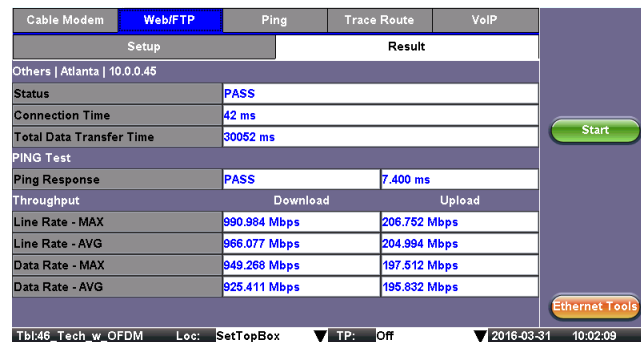 Cable Modem Web/FTP Ping Trace Route VoIP
Setup Result
Others | Atlanta | 10.0.0.45
Status PASS
Connection Time 42 ms
Start
Total Data Transfer Time 30052 ms
PING Test
Ping Response PASS 7.400 ms
Throughput Download Upload
Line Rate - MAX 990.984 Mbps 206.752 Mbps
Line Rate - AVG 966.077 Mbps 204.994 Mbps
Data Rate - MAX 949.268 Mbps 197.512 Mbps
Data Rate - AVG 925.411 Mbps 195.832 Mbps
Ethernet Tools
Tbl:46_Tech_w_OFDM Loc: SetTopBox TP: Off 2016-03-31 10:02:09